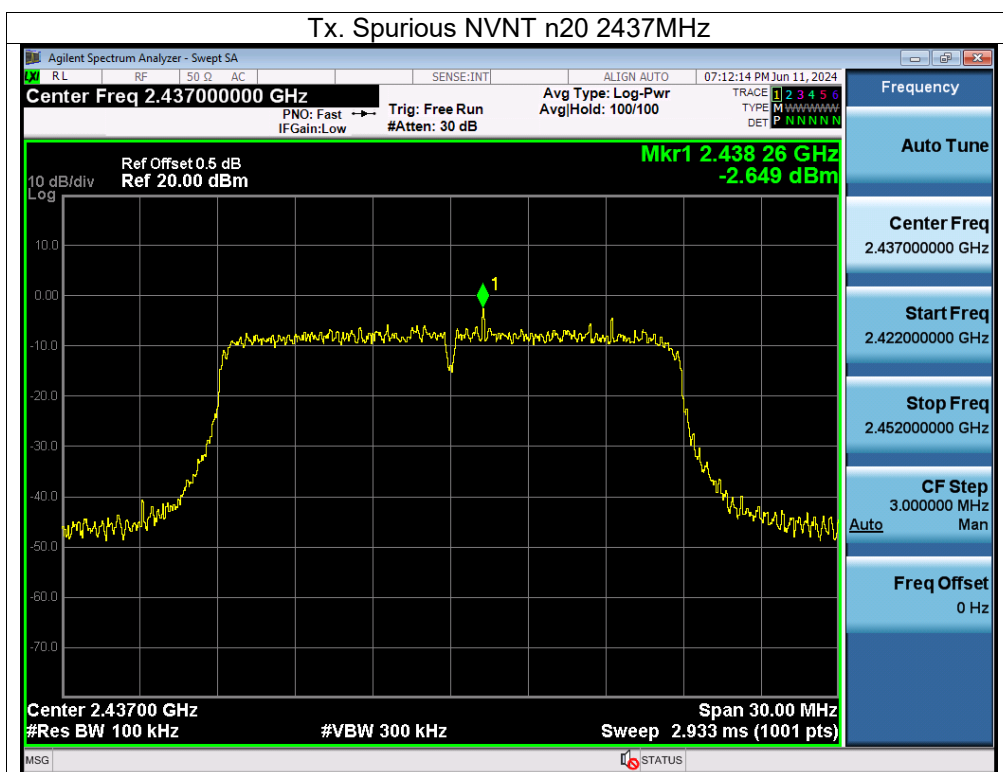 Tx. Spurious NVNT n20 2437MHz
Agilent Spectrum Analyzer - Swept SA
LXI RL RF 50 Ω AC SENSE:INT ALIGN AUTO 07:12:14 PM Jun 11, 2024
Center Freq 2.437000000 GHz
PNO: Fast
IFGain:Low
Trig: Free Run
#Atten: 30 dB
Avg Type: Log-Pwr
Avg|Hold: 100/100
TRACE 1 2 3 4 5 6
TYPE M WWWWW
DET P N N N N N
Mkr1 2.438 26 GHz
-2.649 dBm
Ref Offset 0.5 dB
10 dB/div Ref 20.00 dBm
Log
10.0
0.00
-10.0
-20.0
-30.0
-40.0
-50.0
-60.0
-70.0
1
Center 2.43700 GHz Span 30.00 MHz
#Res BW 100 kHz #VBW 300 kHz Sweep 2.933 ms (1001 pts)
MSG STATUS
Frequency
Auto Tune
Center Freq
2.437000000 GHz
Start Freq
2.422000000 GHz
Stop Freq
2.452000000 GHz
CF Step
3.000000 MHz
Auto Man
Freq Offset
0 Hz